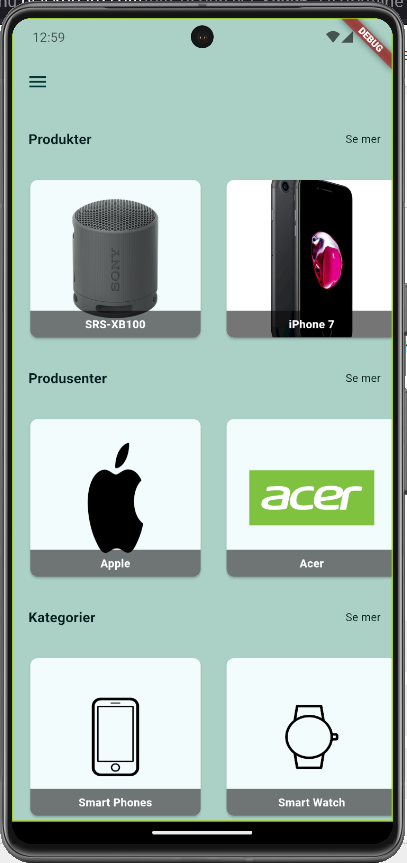 12:59
DEBUG
Produkter
Se mer
SONY
SRS-XB100
iPhone 7
Produsenter
Se mer
acer
Apple
Acer
Kategorier
Se mer
Smart Phones
Smart Watch